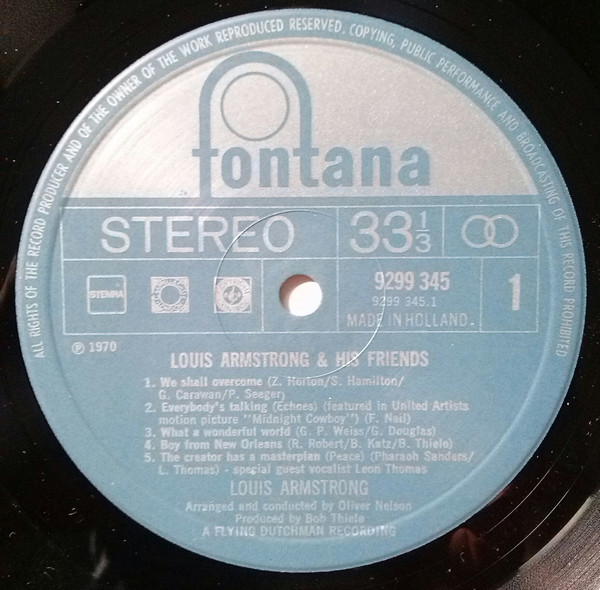 ALL RIGHTS OF THE RECORD PRODUCER AND OF THE OWNER OF THE WORK REPRODUCED RESERVED. COPYING, PUBLIC PERFORMANCE AND BROADCASTING OF THIS RECORD PROHIBITED
fontana
STEREO 33 1/3
STEMRA 9299 345 1
9299 345.1
MADE IN HOLLAND.
Ⓟ 1970
LOUIS ARMSTRONG & HIS FRIENDS
1. We shall overcome (Z. Horton/S. Hamilton/
G. Carawan/P. Seeger)
2. Everybody's talking (Echoes) (featured in United Artists
motion picture "Midnight Cowboy") (F. Neil)
3. What a wonderful world (G. P. Weiss/G. Douglas)
4. Boy from New Orleans (R. Robert/B. Katz/B. Thiele)
5. The creator has a masterplan (Peace) (Pharoah Sanders/
L. Thomas) - special guest vocalist Leon Thomas
LOUIS ARMSTRONG
Arranged and conducted by Oliver Nelson
Produced by Bob Thiele
A FLYING DUTCHMAN RECORDING